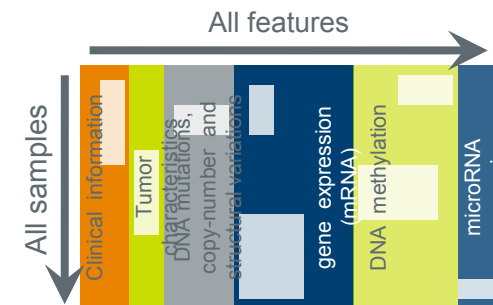 All features
All samples
Clinical information
Tumor
characteristics
DNA mutations,
copy-number and
structural variations
gene expression
(mRNA)
DNA methylation
microRNA